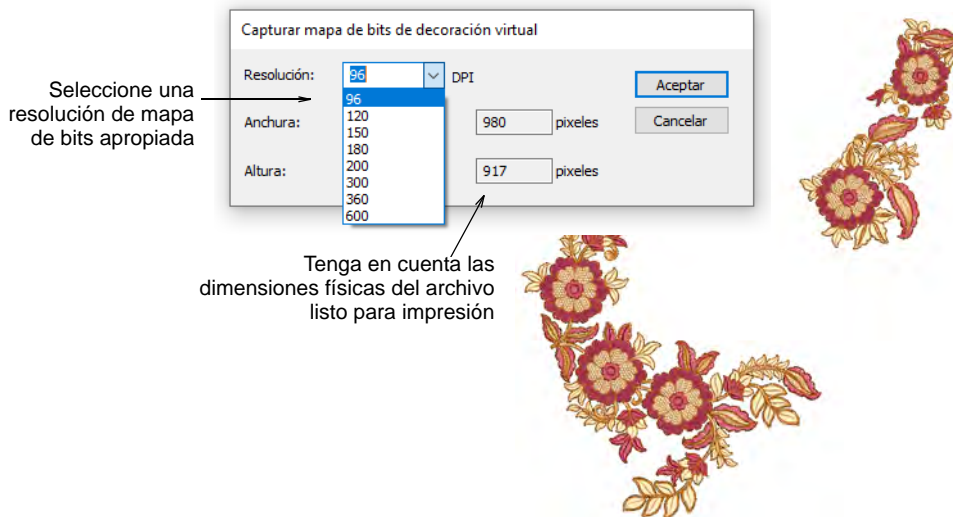 Capturar mapa de bits de decoración virtual
Resolución: 96 DPI
Aceptar
Seleccione una
resolución de mapa
de bits apropiada
96
120
150
180
200
300
360
600
Anchura: 980 pixeles
Cancelar
Altura: 917 pixeles
Tenga en cuenta las
dimensiones físicas del archivo
listo para impresión